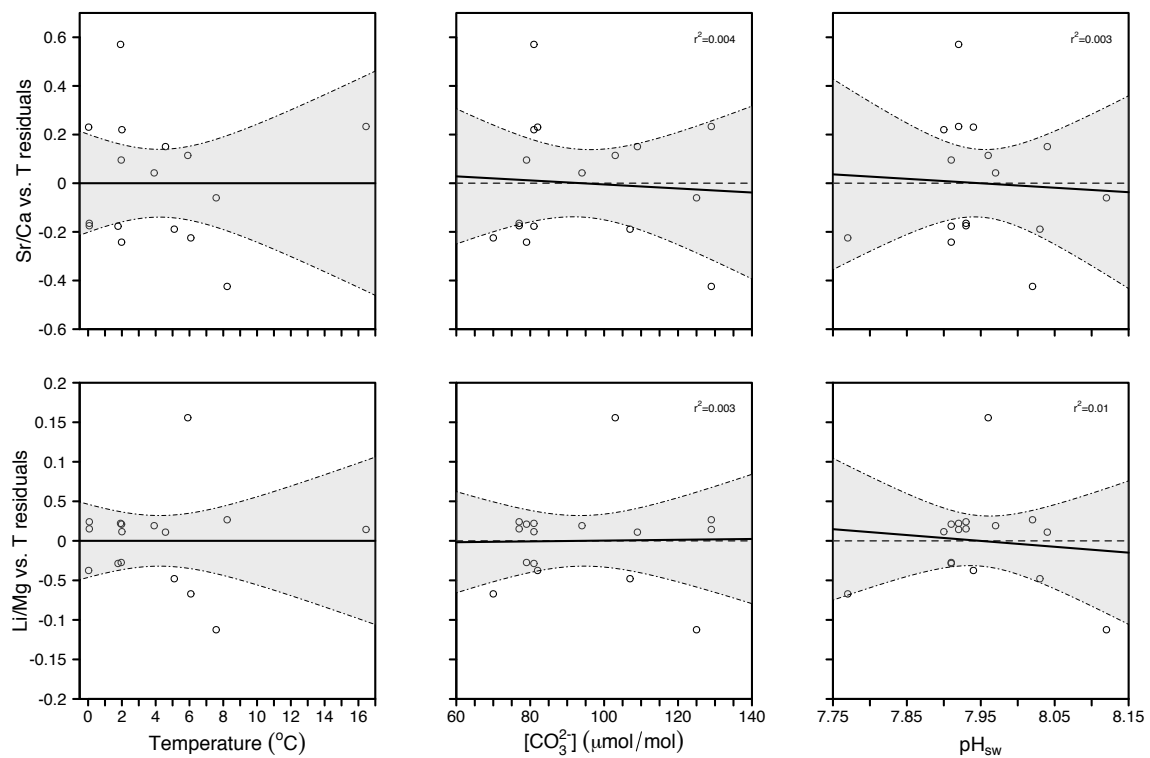 Sr/Ca vs. T residuals
0.6
0.4
0.2
0
-0.2
-0.4
-0.6
r²=0.004
r²=0.003
Li/Mg vs. T residuals
0.2
0.15
0.1
0.5
0
-0.5
-0.1
-0.15
-0.2
r²=0.003
r²=0.01
0 2 4 6 8 10 12 14 16
60 80 100 120 140
7.75 7.85 7.95 8.05 8.15
Temperature (°C)
[CO₃²⁻] (μmol/mol)
pHsw